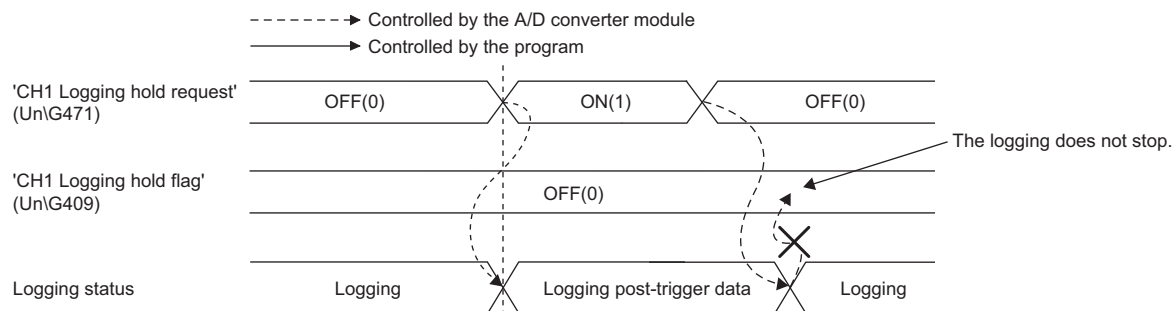 Controlled by the A/D converter module
Controlled by the program
'CH1 Logging hold request'
(Un\G471)
OFF(0)
ON(1)
OFF(0)
The logging does not stop.
'CH1 Logging hold flag'
(Un\G409)
OFF(0)
Logging status
Logging
Logging post-trigger data
Logging